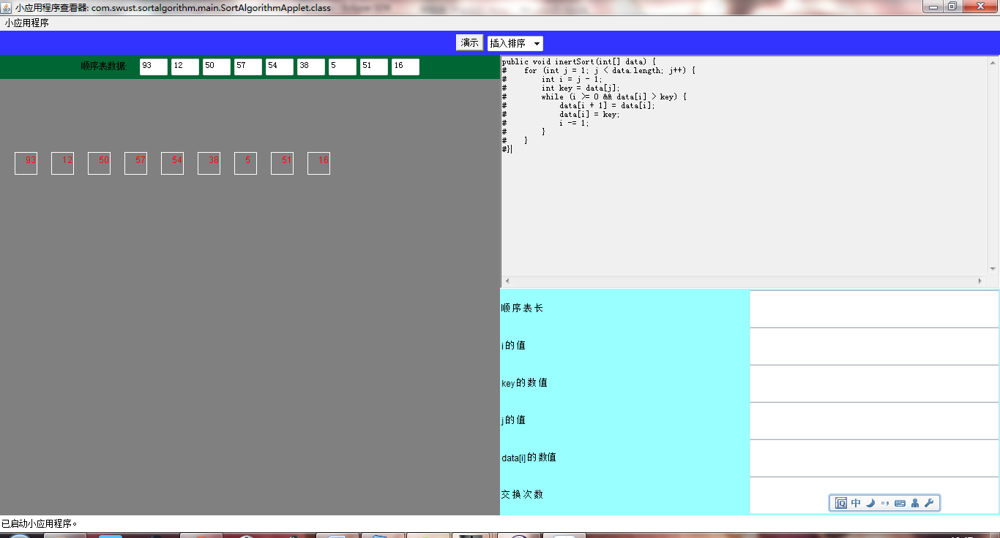 小应用程序查看器: com.swust.sortalgorithm.main.SortAlgorithmApplet.class
小应用程序
演示 插入排序
顺序表数据: 93 12 50 57 54 38 5 51 16
93 12 50 57 54 38 5 51 16
public void inertSort(int[] data) {
#    for (int j = 1; j < data.length; j++) {
#        int i = j - 1;
#        int key = data[j];
#        while (i >= 0 && data[i] > key) {
#            data[i + 1] = data[i];
#            data[i] = key;
#            i -= 1;
#        }
#    }
#}
顺序表长
i的值
key的数值
j的值
data[i]的数值
交换次数
中
已启动小应用程序。